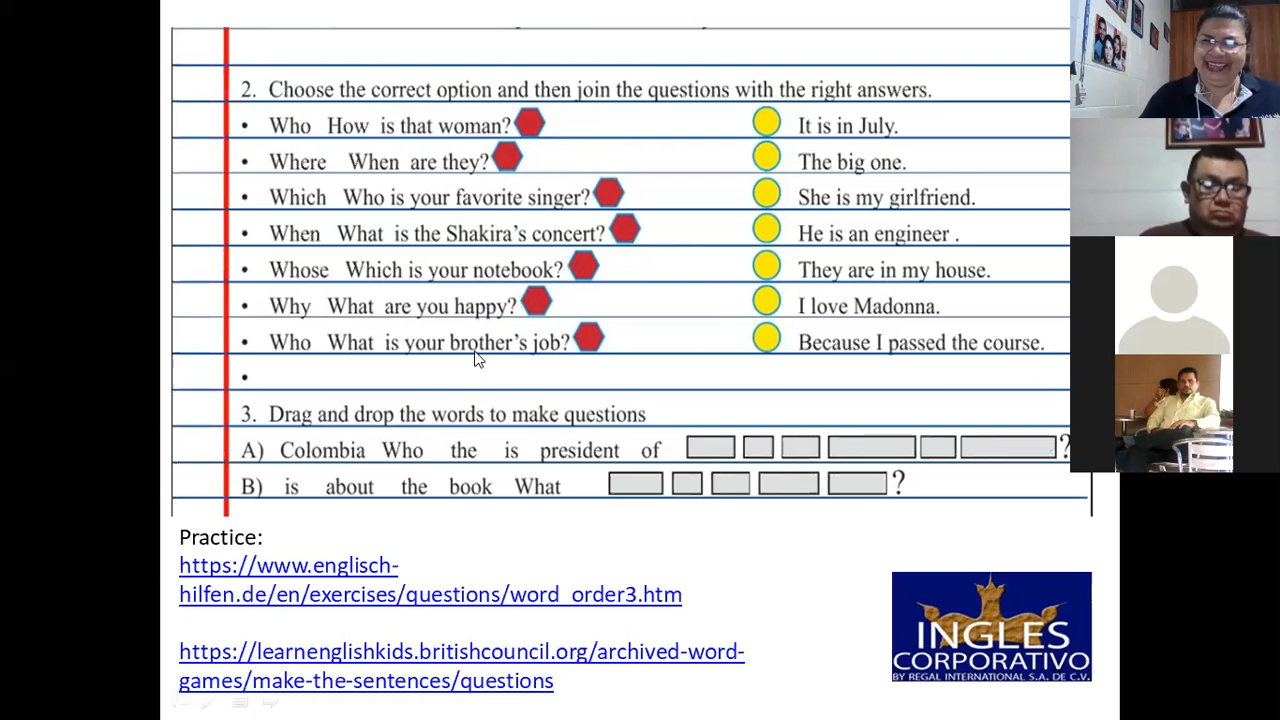 2. Choose the correct option and then join the questions with the right answers.
• Who How is that woman? It is in July.
• Where When are they? The big one.
• Which Who is your favorite singer? She is my girlfriend.
• When What is the Shakira's concert? He is an engineer .
• Whose Which is your notebook? They are in my house.
• Why What are you happy? I love Madonna.
• Who What is your brother's job? Because I passed the course.
•
3. Drag and drop the words to make questions
A) Colombia Who the is president of ?
B) is about the book What ?
Practice:
https://www.englisch-
hilfen.de/en/exercises/questions/word_order3.htm
https://learnenglishkids.britishcouncil.org/archived-word-
games/make-the-sentences/questions
INGLES
CORPORATIVO
BY REGAL INTERNATIONAL S.A. DE C.V.